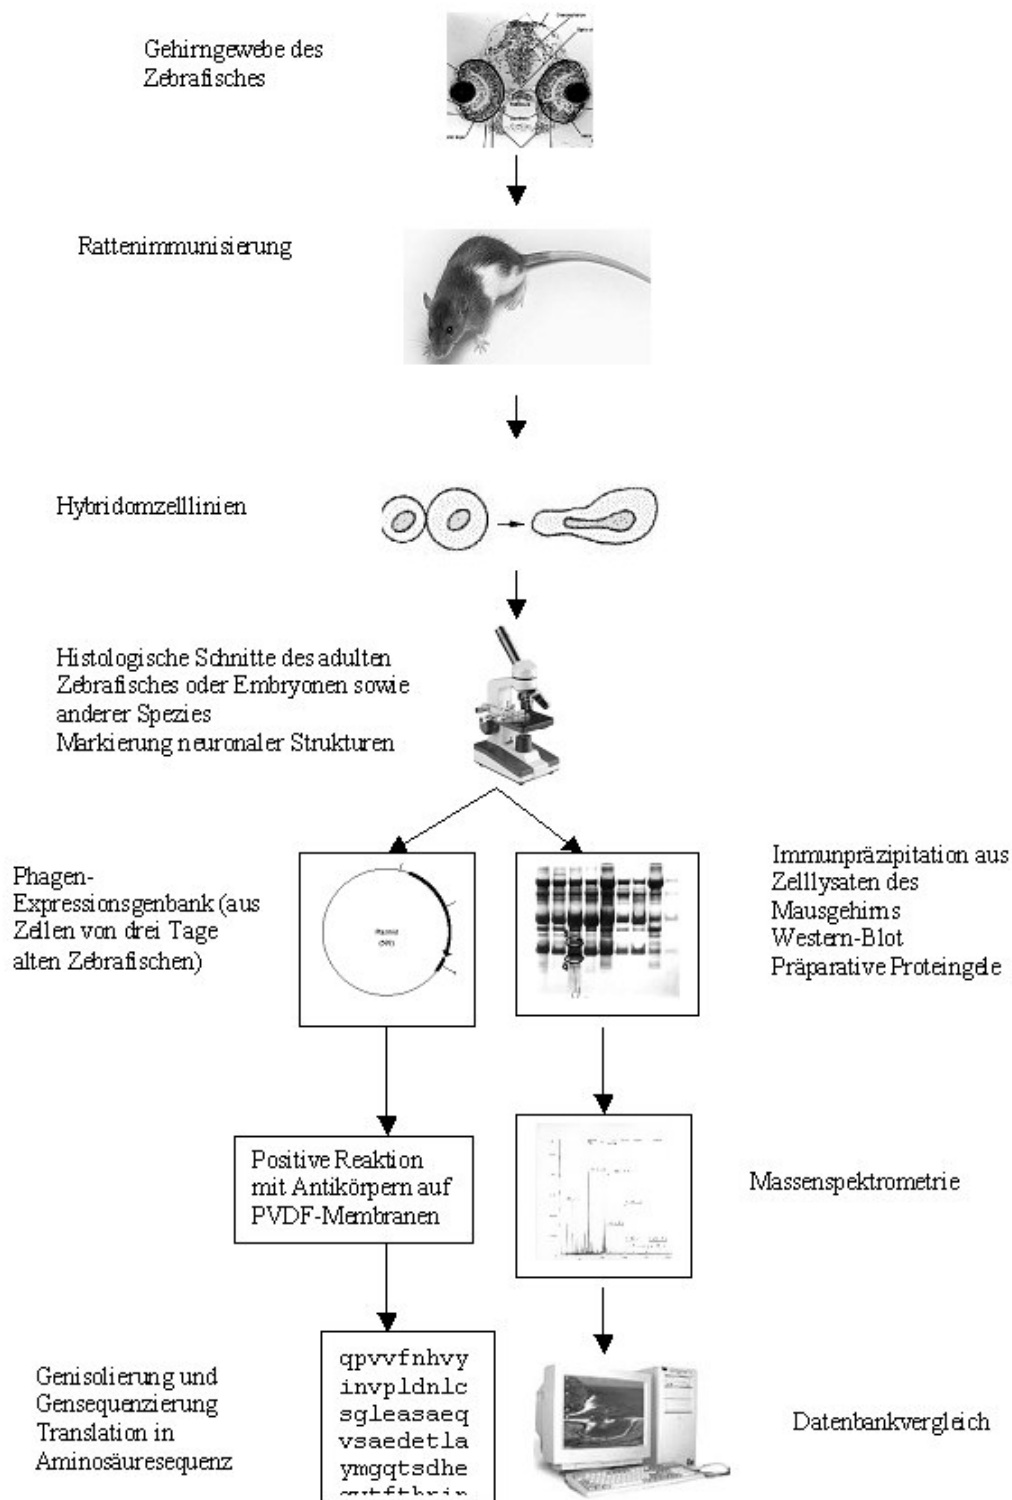 Gehirngewebe des
Zebrafisches
Rattenimmunisierung
Hybridomzelllinien
Histologische Schnitte des adulten
Zebrafisches oder Embryonen sowie
anderer Spezies
Markierung neuronaler Strukturen
Phagen-
Expressionsgenbank (aus
Zellen von drei Tage
alten Zebrafischen)
Plasmid
Immunpräzipitation aus
Zelllysaten des
Mausgehirns
Western-Blot
Präparative Proteingele
Positive Reaktion
mit Antikörpern auf
PVDF-Membranen
Massenspektrometrie
Genisolierung und
Gensequenzierung
Translation in
Aminosäuresequenz
qpvvfnhvy
invpldnlc
sgleasaeq
vsaedetla
ymgqtsdhe
Datenbankvergleich